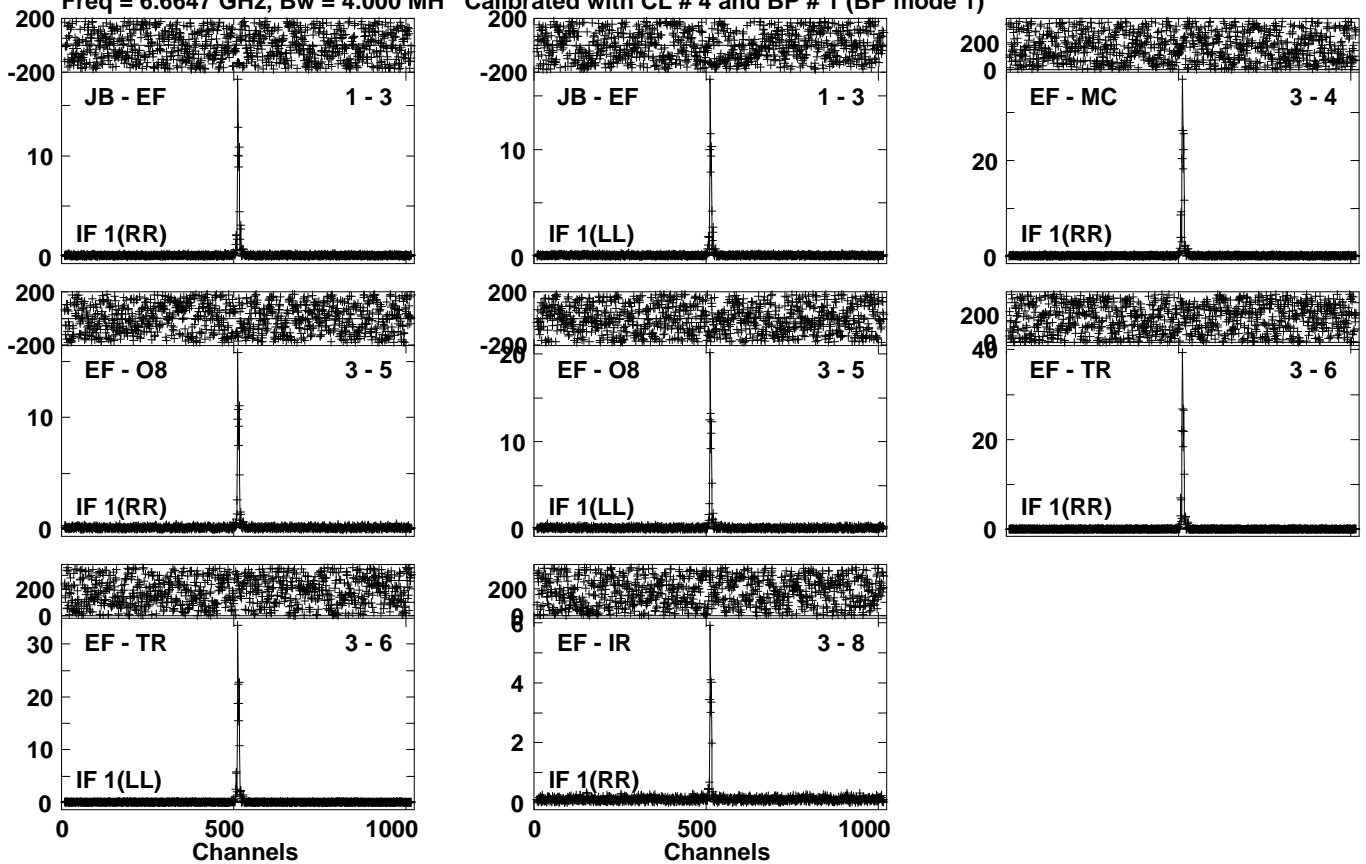 Freq = 6.6647 GHz, Bw = 4.000 MH Calibrated with CL # 4 and BP # 1 (BP mode 1)
200
-200
JB - EF 1 - 3
10
IF 1(RR)
0
200
-200
JB - EF 1 - 3
10
IF 1(LL)
0
200
0
EF - MC 3 - 4
20
IF 1(RR)
0
200
-200
EF - O8 3 - 5
10
IF 1(RR)
0
200
-200
20
EF - O8 3 - 5
10
IF 1(LL)
0
200
0
40
EF - TR 3 - 6
20
IF 1(RR)
0
200
0
30
EF - TR 3 - 6
20
10
IF 1(LL)
0
0 500 1000
Channels
200
0
6
EF - IR 3 - 8
4
2
IF 1(RR)
0
0 500 1000
Channels